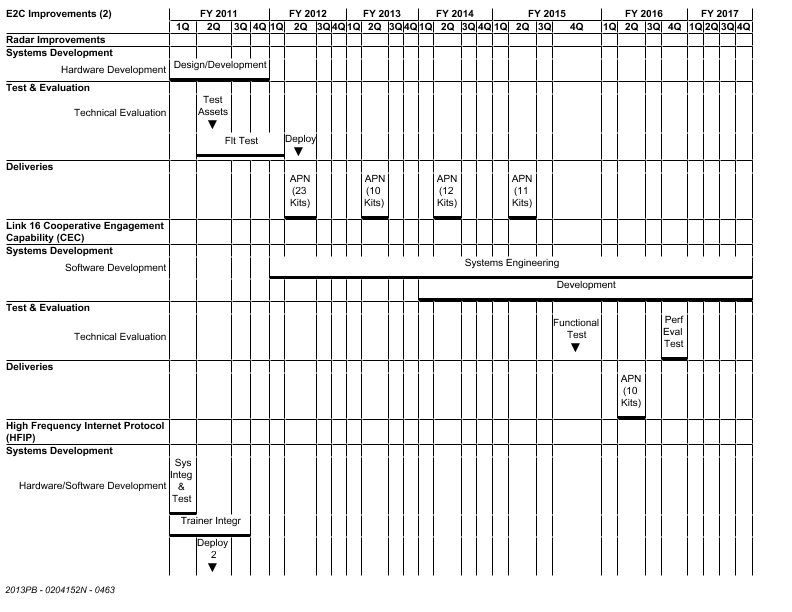 E2C Improvements (2) FY 2011 FY 2012 FY 2013 FY 2014 FY 2015 FY 2016 FY 2017
1Q 2Q 3Q 4Q 1Q 2Q 3Q 4Q 1Q 2Q 3Q 4Q 1Q 2Q 3Q 4Q 1Q 2Q 3Q 4Q 1Q 2Q 3Q 4Q 1Q 2Q 3Q 4Q
Radar Improvements
Systems Development
Hardware Development Design/Development
Test & Evaluation
Technical Evaluation
Test
Assets
Flt Test Deploy
Deliveries
APN APN APN APN
(23 (10 (12 (11
Kits) Kits) Kits) Kits)
Link 16 Cooperative Engagement
Capability (CEC)
Systems Development
Software Development Systems Engineering
Development
Test & Evaluation
Technical Evaluation
Functional
Test
Perf
Eval
Test
Deliveries
APN
(10
Kits)
High Frequency Internet Protocol
(HFIP)
Systems Development
Hardware/Software Development
Sys
Integ
&
Test
Trainer Integr
Deploy
2
2013PB - 0204152N - 0463